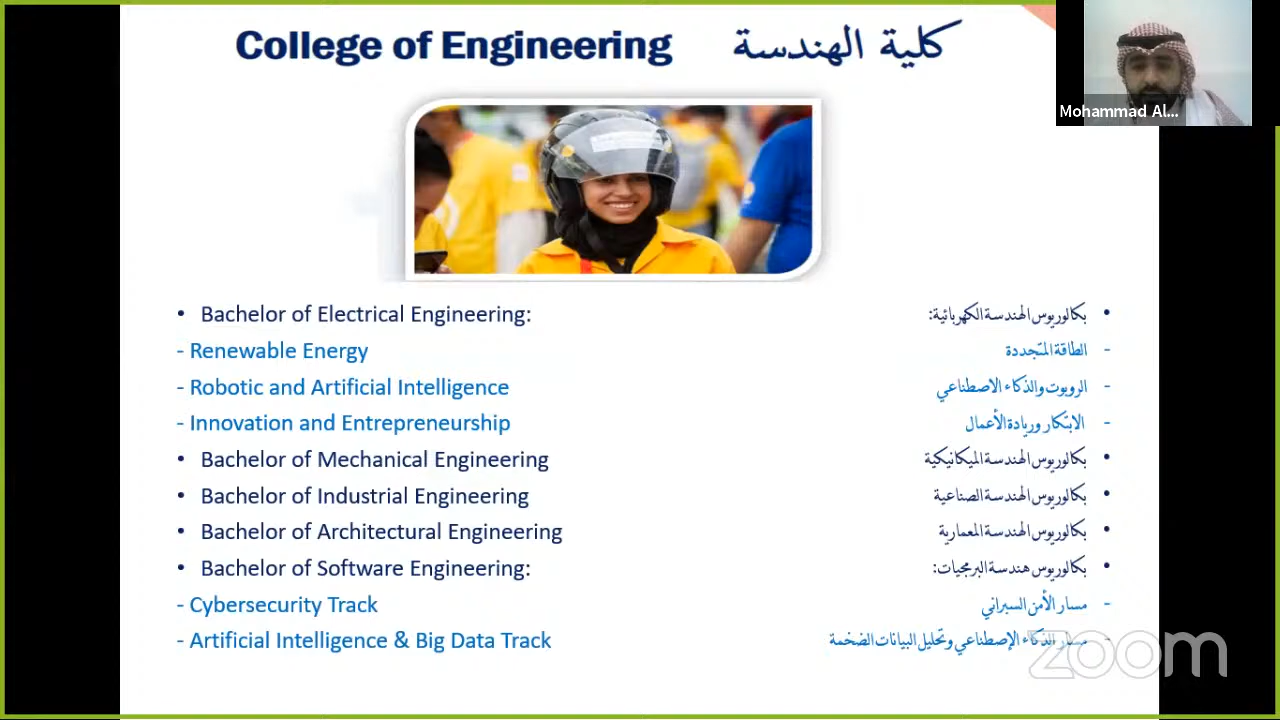 College of Engineering كلية الهندسة
Mohammad Al...
• Bachelor of Electrical Engineering:
- Renewable Energy
- Robotic and Artificial Intelligence
- Innovation and Entrepreneurship
• Bachelor of Mechanical Engineering
• Bachelor of Industrial Engineering
• Bachelor of Architectural Engineering
• Bachelor of Software Engineering:
- Cybersecurity Track
- Artificial Intelligence & Big Data Track
• بكالوريوس الهندسة الكهربائية:
- الطاقة المتجددة
- الروبوت والذكاء الاصطناعي
- الابتكار وريادة الأعمال
• بكالوريوس الهندسة الميكانيكية
• بكالوريوس الهندسة الصناعية
• بكالوريوس الهندسة المعمارية
• بكالوريوس هندسة البرمجيات:
- مسار الأمن السبراني
- مسار الذكاء الإصطناعي وتحليل البيانات الضخمة
zoom